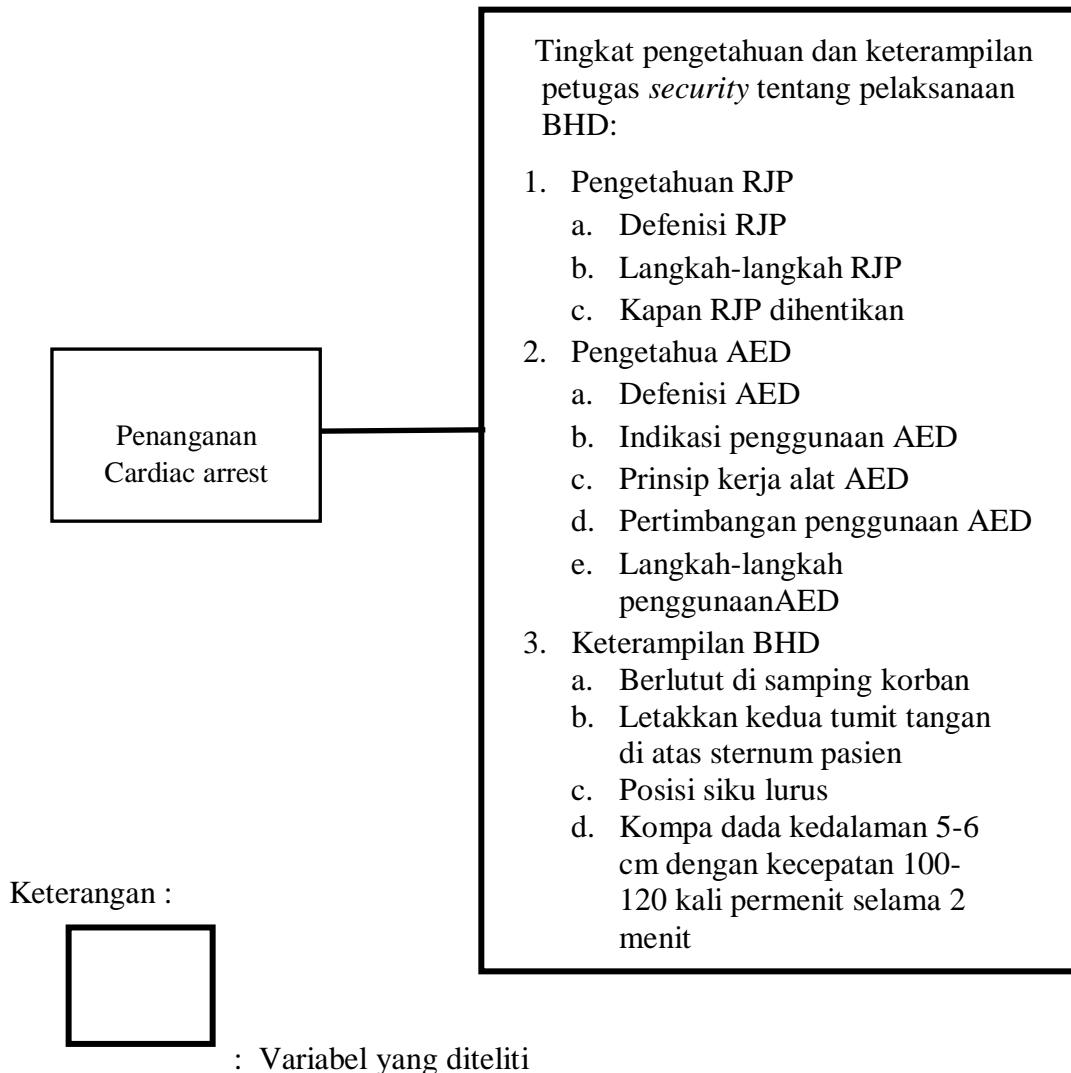 Tingkat pengetahuan dan keterampilan
petugas security tentang pelaksanaan
BHD:
1. Pengetahuan RJP
a. Defenisi RJP
b. Langkah-langkah RJP
c. Kapan RJP dihentikan
2. Pengetahua AED
a. Defenisi AED
b. Indikasi penggunaan AED
c. Prinsip kerja alat AED
d. Pertimbangan penggunaan AED
e. Langkah-langkah
penggunaanAED
3. Keterampilan BHD
a. Berlutut di samping korban
b. Letakkan kedua tumit tangan
di atas sternum pasien
c. Posisi siku lurus
d. Kompa dada kedalaman 5-6
cm dengan kecepatan 100-
120 kali permenit selama 2
menit
Penanganan
Cardiac arrest
Keterangan :
: Variabel yang diteliti